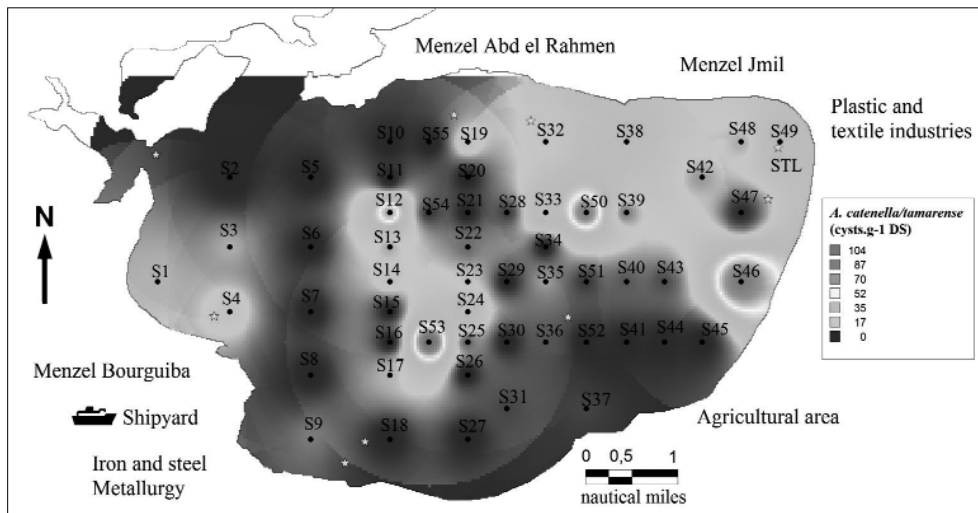 Menzel Abd el Rahmen
Menzel Jmil
Plastic and
textile industries
S10 S55 S19 S32 S38 S48 S49
STL
S2 S5 S11 S20 S42
S12 S54 S21 S28 S33 S50 S39 S47
N
S3 S6 S13 S22 S34
S1 S14 S23 S29 S35 S51 S40 S43 S46
S4 S7 S15 S24
S16 S53 S25 S30 S36 S52 S41 S44 S45
S8 S17 S26
S31 S37
S9 S18 S27
A. catenella/tamarense
(cysts.g-1 DS)
104
87
70
52
35
17
0
Menzel Bourguiba
Shipyard
Iron and steel
Metallurgy
Agricultural area
0 0,5 1
nautical miles